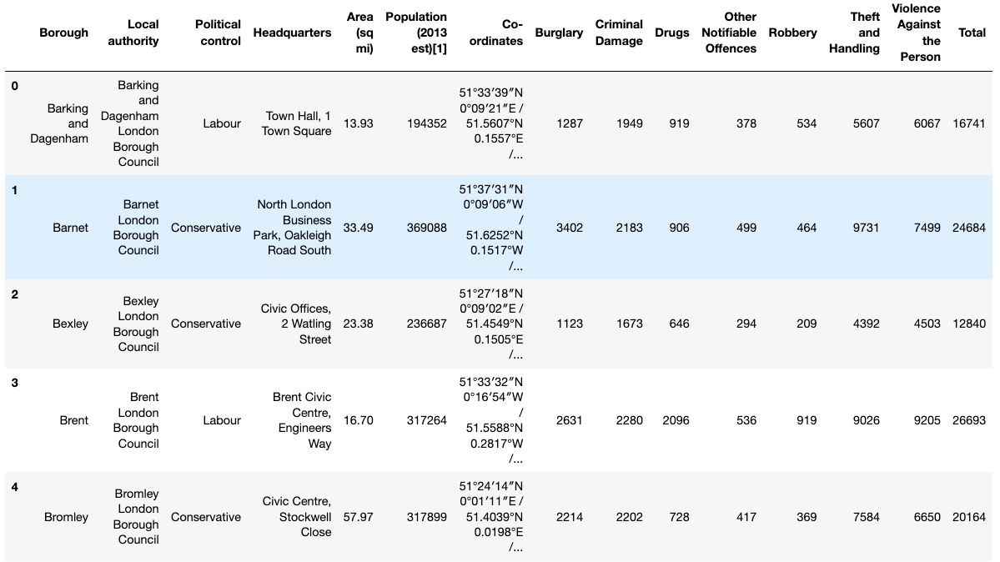 Borough Local authority Political control Headquarters Area (sq mi) Population (2013 est)[1] Co-ordinates Burglary Criminal Damage Drugs Other Notifiable Offences Robbery Theft and Handling Violence Against the Person Total
0 Barking and Dagenham Barking and Dagenham London Borough Council Labour Town Hall, 1 Town Square 13.93 194352 51°33′39″N 0°09′21″E / 51.5607°N 0.1557°E /... 1287 1949 919 378 534 5607 6067 16741
1 Barnet Barnet London Borough Council Conservative North London Business Park, Oakleigh Road South 33.49 369088 51°37′31″N 0°09′06″W / 51.6252°N 0.1517°W /... 3402 2183 906 499 464 9731 7499 24684
2 Bexley Bexley London Borough Council Conservative Civic Offices, 2 Watling Street 23.38 236687 51°27′18″N 0°09′02″E / 51.4549°N 0.1505°E /... 1123 1673 646 294 209 4392 4503 12840
3 Brent Brent London Borough Council Labour Brent Civic Centre, Engineers Way 16.70 317264 51°33′32″N 0°16′54″W / 51.5588°N 0.2817°W /... 2631 2280 2096 536 919 9026 9205 26693
4 Bromley Bromley London Borough Council Conservative Civic Centre, Stockwell Close 57.97 317899 51°24′14″N 0°01′11″E / 51.4039°N 0.0198°E /... 2214 2202 728 417 369 7584 6650 20164